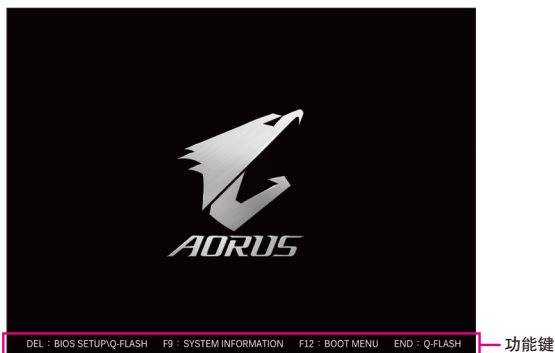 AORUS
DEL : BIOS SETUP\Q-FLASH F9 : SYSTEM INFORMATION F12 : BOOT MENU END : Q-FLASH
功能键